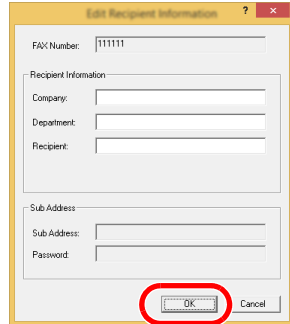 Edit Recipient Information ? ×
FAX Number: 111111
Recipient Information
Company:
Department:
Recipient:
Sub Address
Sub Address:
Password:
OK Cancel